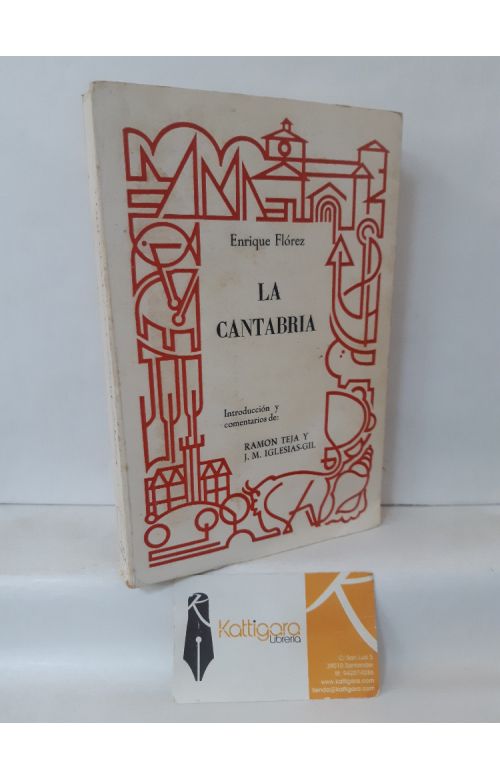 Enrique Flórez
LA
CANTABRIA
Introducción y
comentarios de:
RAMON TEJA Y
J. M. IGLESIAS-GIL
Kattigara
Librería
C/ San Luis 5
39010 Santander
www.kattigara.com
tienda@kattigara.com